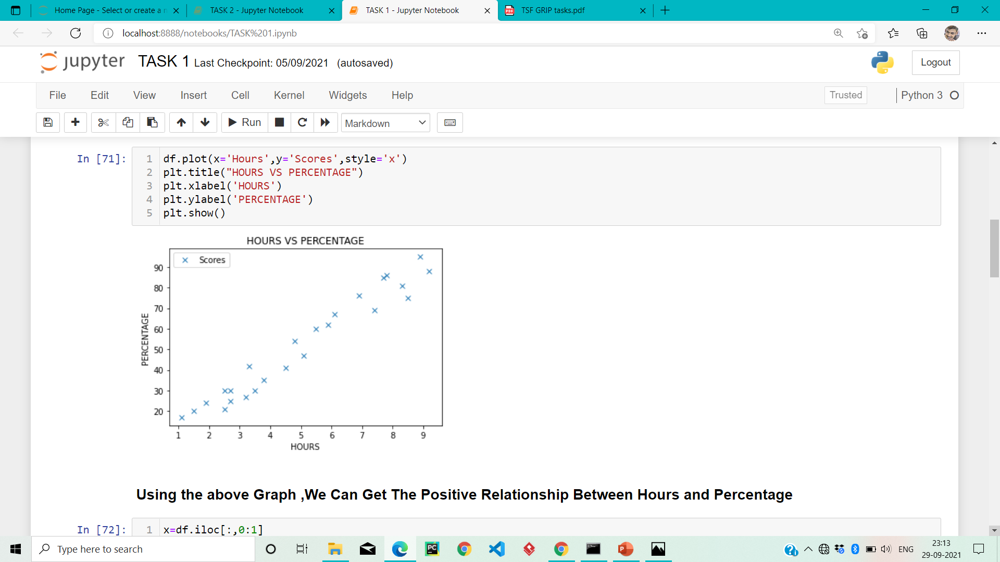 Home Page - Select or create a n
TASK 2 - Jupyter Notebook
TASK 1 - Jupyter Notebook
PDF
TSF GRIP tasks.pdf
localhost:8888/notebooks/TASK%201.ipynb
jupyter TASK 1 Last Checkpoint: 05/09/2021 (autosaved)
Logout
File Edit View Insert Cell Kernel Widgets Help
Trusted
Python 3
Run
Markdown
In [71]:
1 df.plot(x='Hours',y='Scores',style='x')
2 plt.title("HOURS VS PERCENTAGE")
3 plt.xlabel('HOURS')
4 plt.ylabel('PERCENTAGE')
5 plt.show()
HOURS VS PERCENTAGE
Scores
90
80
70
60
50
40
30
20
PERCENTAGE
1 2 3 4 5 6 7 8 9
HOURS
Using the above Graph ,We Can Get The Positive Relationship Between Hours and Percentage
In [72]:
1 x=df.iloc[:,0:1]
Type here to search
PC
P
ENG
23:13
29-09-2021